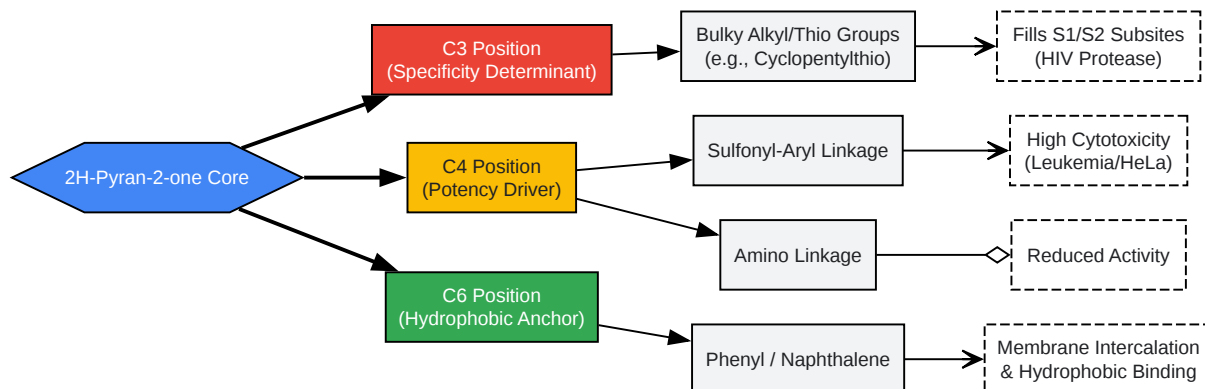 2H-Pyran-2-one Core
C3 Position
(Specificity Determinant)
Bulky Alkyl/Thio Groups
(e.g., Cyclopentylthio)
Fills S1/S2 Subsites
(HIV Protease)
C4 Position
(Potency Driver)
Sulfonyl-Aryl Linkage
High Cytotoxicity
(Leukemia/HeLa)
Amino Linkage
Reduced Activity
C6 Position
(Hydrophobic Anchor)
Phenyl / Naphthalene
Membrane Intercalation
& Hydrophobic Binding